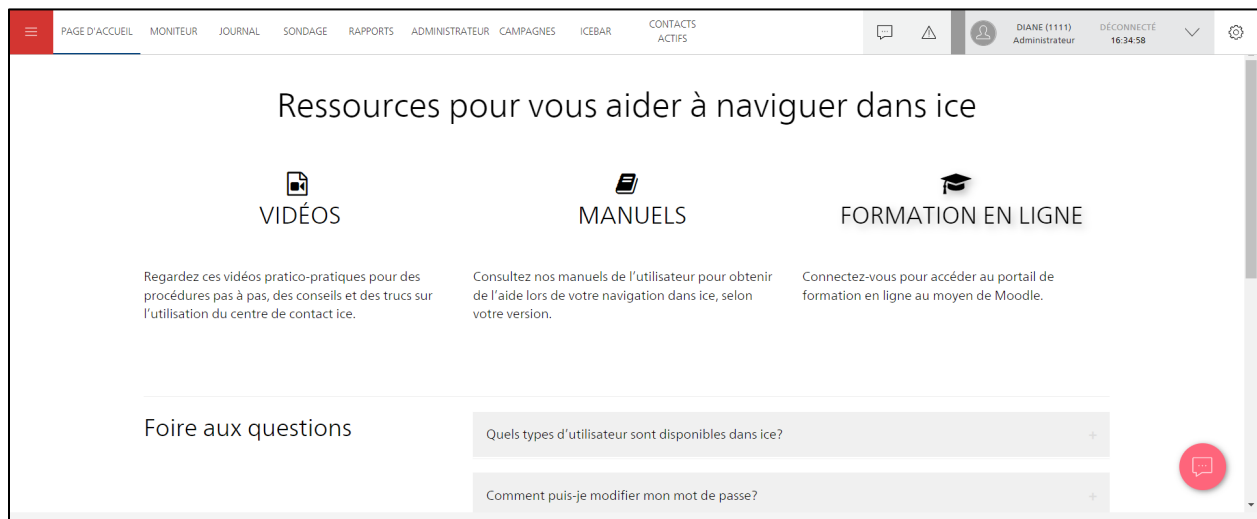 PAGE D'ACCUEIL MONITEUR JOURNAL SONDAGE RAPPORTS ADMINISTRATEUR CAMPAGNES ICEBAR CONTACTS ACTIFS
DIANE (1111) DÉCONNECTÉ
Administrateur 16:34:58
Ressources pour vous aider à naviguer dans ice
VIDÉOS
Regardez ces vidéos pratico-pratiques pour des
procédures pas à pas, des conseils et des trucs sur
l'utilisation du centre de contact ice.
MANUELS
Consultez nos manuels de l'utilisateur pour obtenir
de l'aide lors de votre navigation dans ice, selon
votre version.
FORMATION EN LIGNE
Connectez-vous pour accéder au portail de
formation en ligne au moyen de Moodle.
Foire aux questions
Quels types d'utilisateur sont disponibles dans ice?
Comment puis-je modifier mon mot de passe?